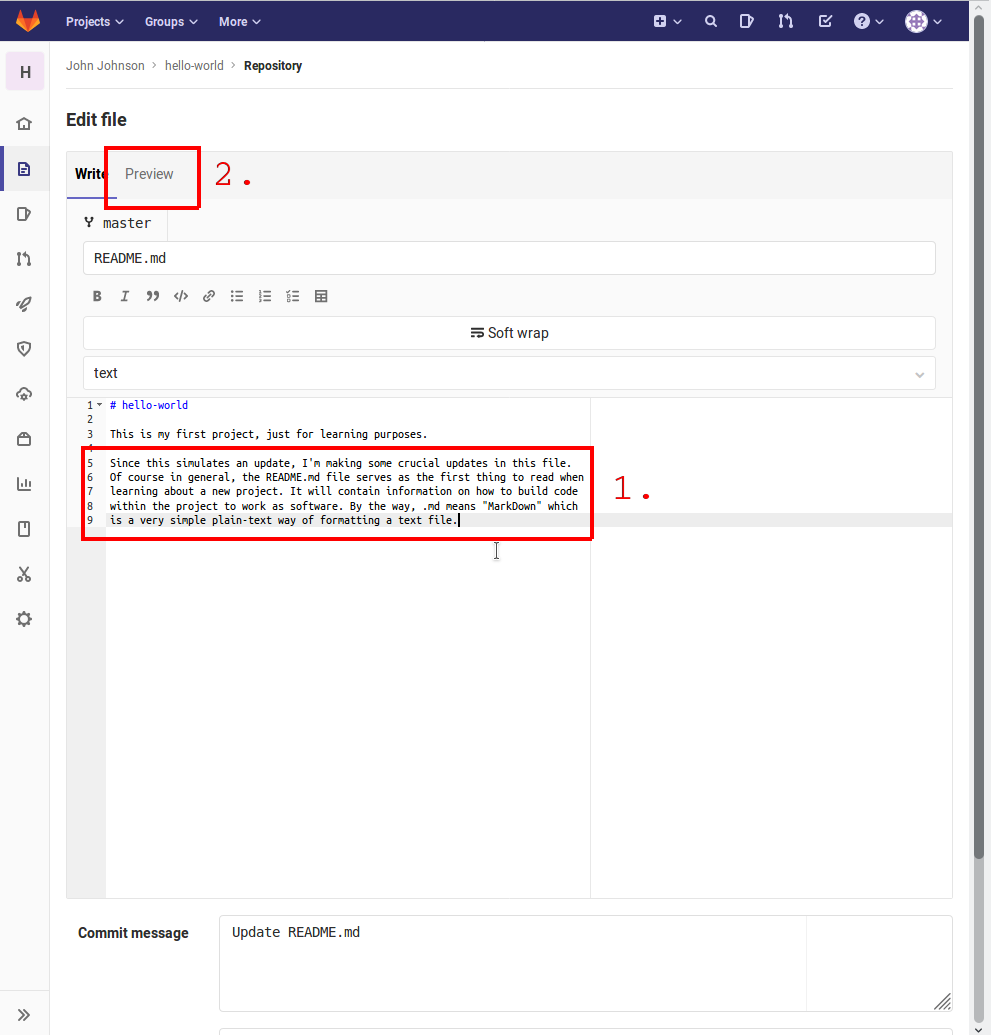 Projects Groups More
H
John Johnson > hello-world > Repository
Edit file
Write Preview 2.
master
README.md
B I
Soft wrap
text
1 # hello-world
2
3 This is my first project, just for learning purposes.
5 Since this simulates an update, I'm making some crucial updates in this file.
6 Of course in general, the README.md file serves as the first thing to read when
7 learning about a new project. It will contain information on how to build code
8 within the project to work as software. By the way, .md means "MarkDown" which
9 is a very simple plain-text way of formatting a text file.
1.
Commit message
Update README.md